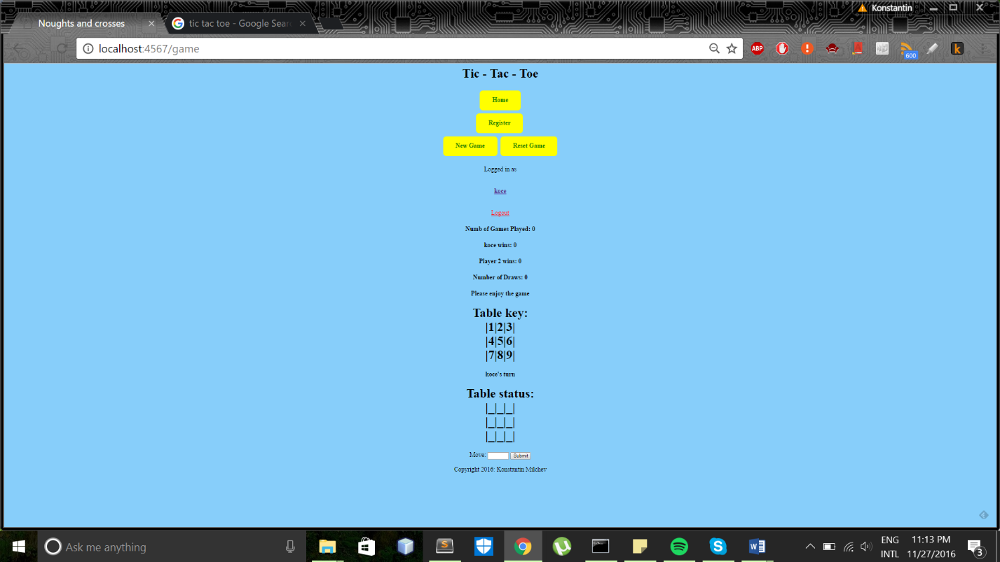 Konstantin
Noughts and crosses
tic tac toe - Google Sear
localhost:4567/game
ABP
600
k
Tic - Tac - Toe
Home
Register
New Game Reset Game
Logged in as
koce
Logout
Numb of Games Played: 0
koce wins: 0
Player 2 wins: 0
Number of Draws: 0
Please enjoy the game
Table key:
|1|2|3|
|4|5|6|
|7|8|9|
koce's turn
Table status:
|_|_|_|
|_|_|_|
|_|_|_|
Move: Submit
Copyright 2016: Konstantin Milchev
Ask me anything
ENG 11:13 PM
INTL 11/27/2016
3